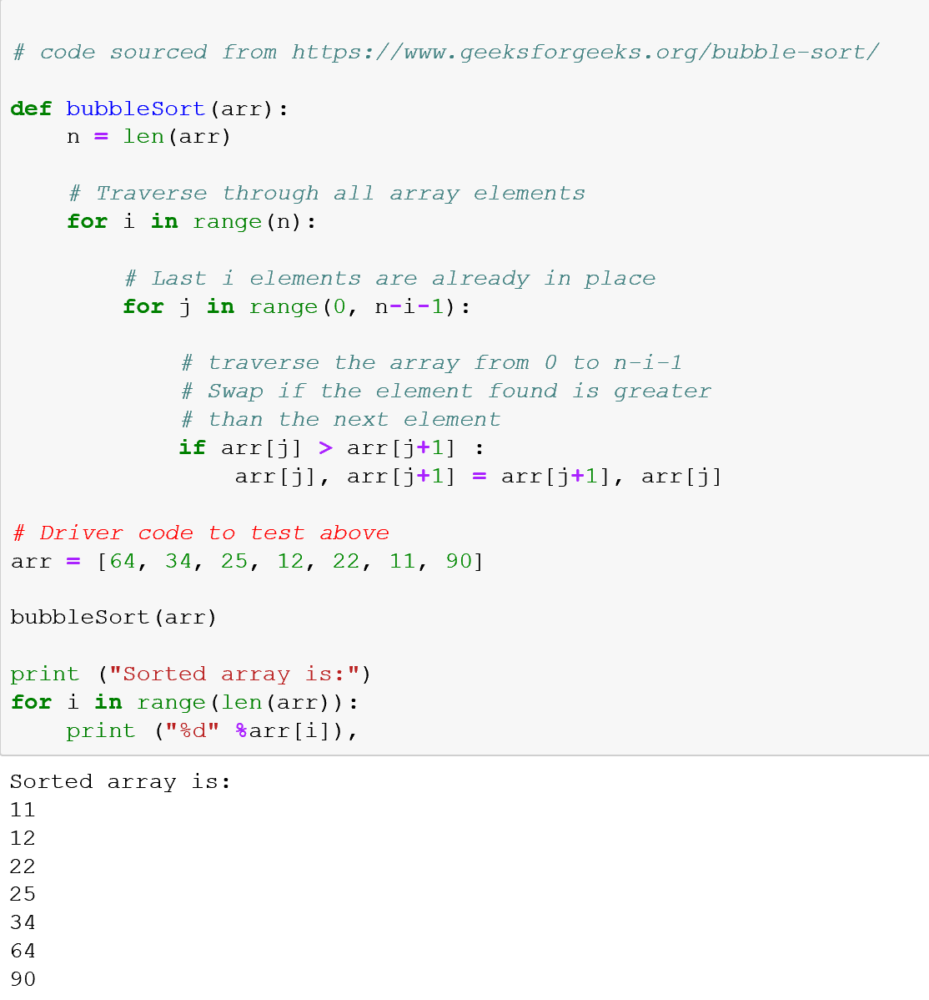 # code sourced from https://www.geeksforgeeks.org/bubble-sort/
def bubbleSort(arr):
    n = len(arr)
    # Traverse through all array elements
    for i in range(n):
        # Last i elements are already in place
        for j in range(0, n-i-1):
            # traverse the array from 0 to n-i-1
            # Swap if the element found is greater
            # than the next element
            if arr[j] > arr[j+1] :
                arr[j], arr[j+1] = arr[j+1], arr[j]
# Driver code to test above
arr = [64, 34, 25, 12, 22, 11, 90]
bubbleSort(arr)
print ("Sorted array is:")
for i in range(len(arr)):
    print ("%d" %arr[i]),
Sorted array is:
11
12
22
25
34
64
90